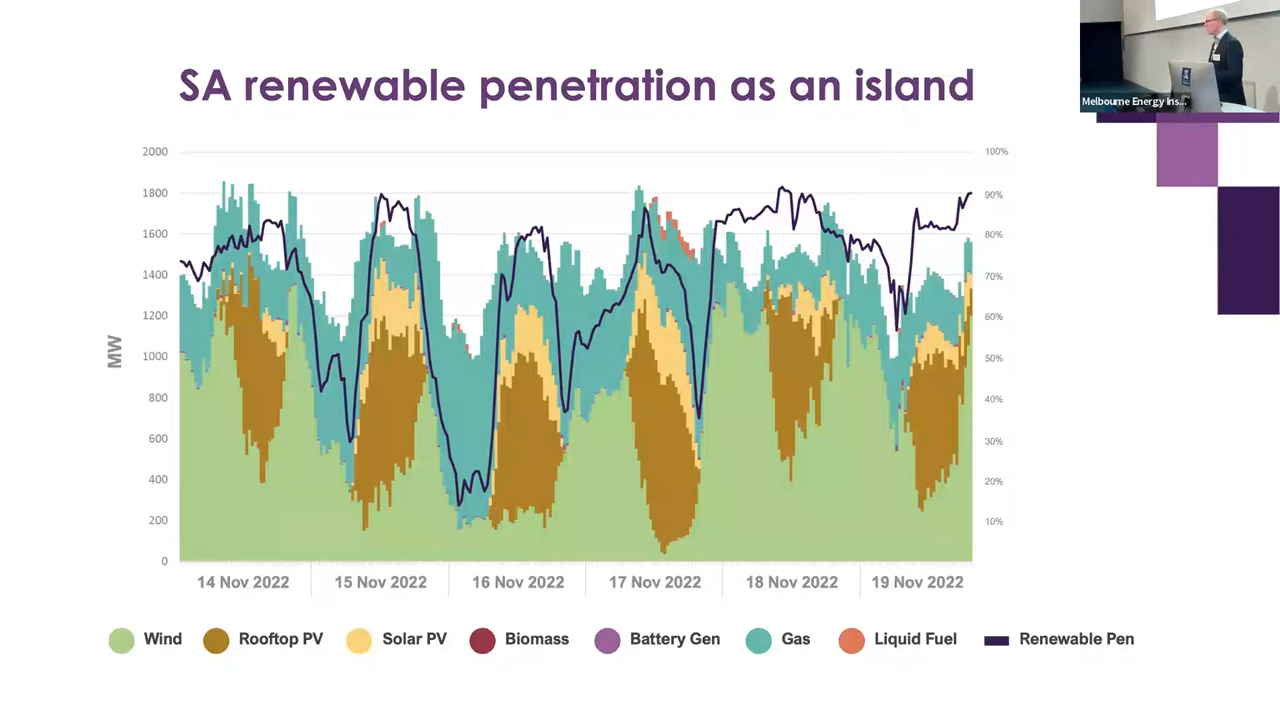 SA renewable penetration as an island
Melbourne Energy Ins...
MW
2000
1800
1600
1400
1200
1000
800
600
400
200
0
100%
90%
80%
70%
60%
50%
40%
30%
20%
10%
14 Nov 2022
15 Nov 2022
16 Nov 2022
17 Nov 2022
18 Nov 2022
19 Nov 2022
Wind
Rooftop PV
Solar PV
Biomass
Battery Gen
Gas
Liquid Fuel
Renewable Pen